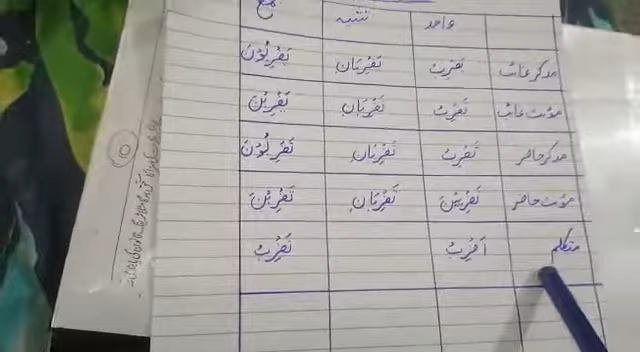 واحد تثنیہ جمع
مذکر غائب یَضْرِبُ یَضْرِبَانِ یَضْرِبُوْنَ
مؤنث غائب تَضْرِبُ تَضْرِبَانِ یَضْرِبْنَ
مذکر حاضر تَضْرِبُ تَضْرِبَانِ تَضْرِبُوْنَ
مؤنث حاضر تَضْرِبِیْنَ تَضْرِبَانِ تَضْرِبْنَ
متکلم اَضْرِبُ نَضْرِبُ